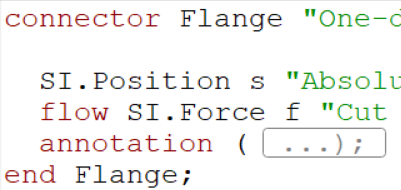 connector Flange "One-d
SI.Position s "Absolu
flow SI.Force f "Cut
annotation ( ...);
end Flange;